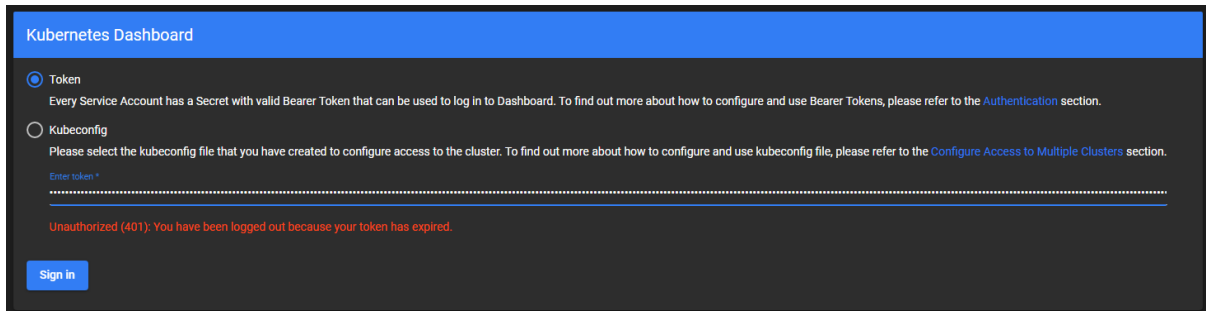 Kubernetes Dashboard
Token
Every Service Account has a Secret with valid Bearer Token that can be used to log in to Dashboard. To find out more about how to configure and use Bearer Tokens, please refer to the Authentication section.
Kubeconfig
Please select the kubeconfig file that you have created to configure access to the cluster. To find out more about how to configure and use kubeconfig file, please refer to the Configure Access to Multiple Clusters section.
Enter token *
Unauthorized (401): You have been logged out because your token has expired.
Sign in